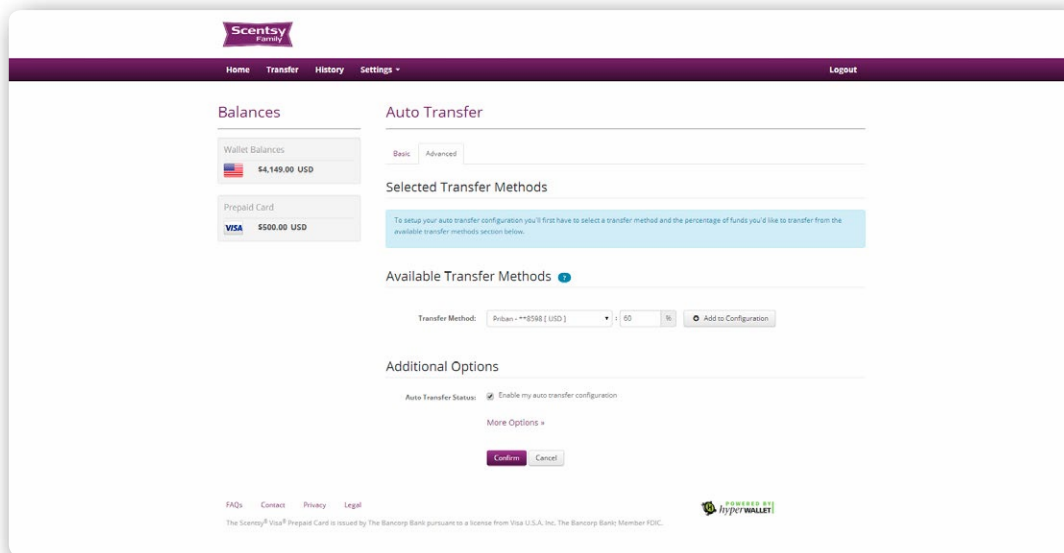 Scentsy
Family
Home Transfer History Settings
Logout
Balances
Wallet Balances
$4,149.00 USD
Prepaid Card
VISA $500.00 USD
Auto Transfer
Basic Advanced
Selected Transfer Methods
To setup your auto transfer configuration you'll first have to select a transfer method and the percentage of funds you'd like to transfer from the
available transfer methods section below.
Available Transfer Methods ?
Transfer Method: Priban - **8598 [ USD ] : 60 % Add to Configuration
Additional Options
Auto Transfer Status: Enable my auto transfer configuration
More Options »
Confirm Cancel
FAQs Contact Privacy Legal
The Scentsy® Visa® Prepaid Card is issued by The Bancorp Bank pursuant to a license from Visa U.S.A. Inc. The Bancorp Bank; Member FDIC.
POWERED BY
hyperWALLET